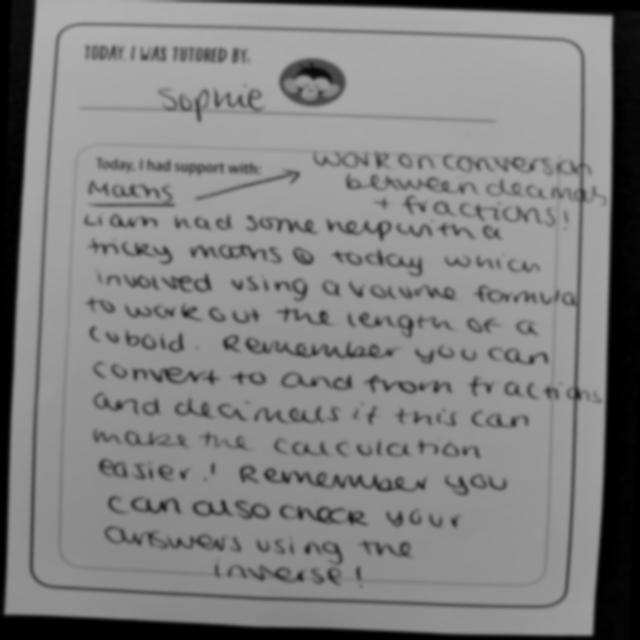 TODAY, I WAS TUTORED BY:
Sophie
Today, I had support with:
work on conversion
between decimals
+ fractions!
Maths
Liam had some help with a
tricky maths Q today which
involved using a volume formula
to work out the length of a
cuboid. Remember you can
convert to and from fractions
and decimals if this can
make the calculation
easier! Remember you
can also check your
answers using the
inverse!